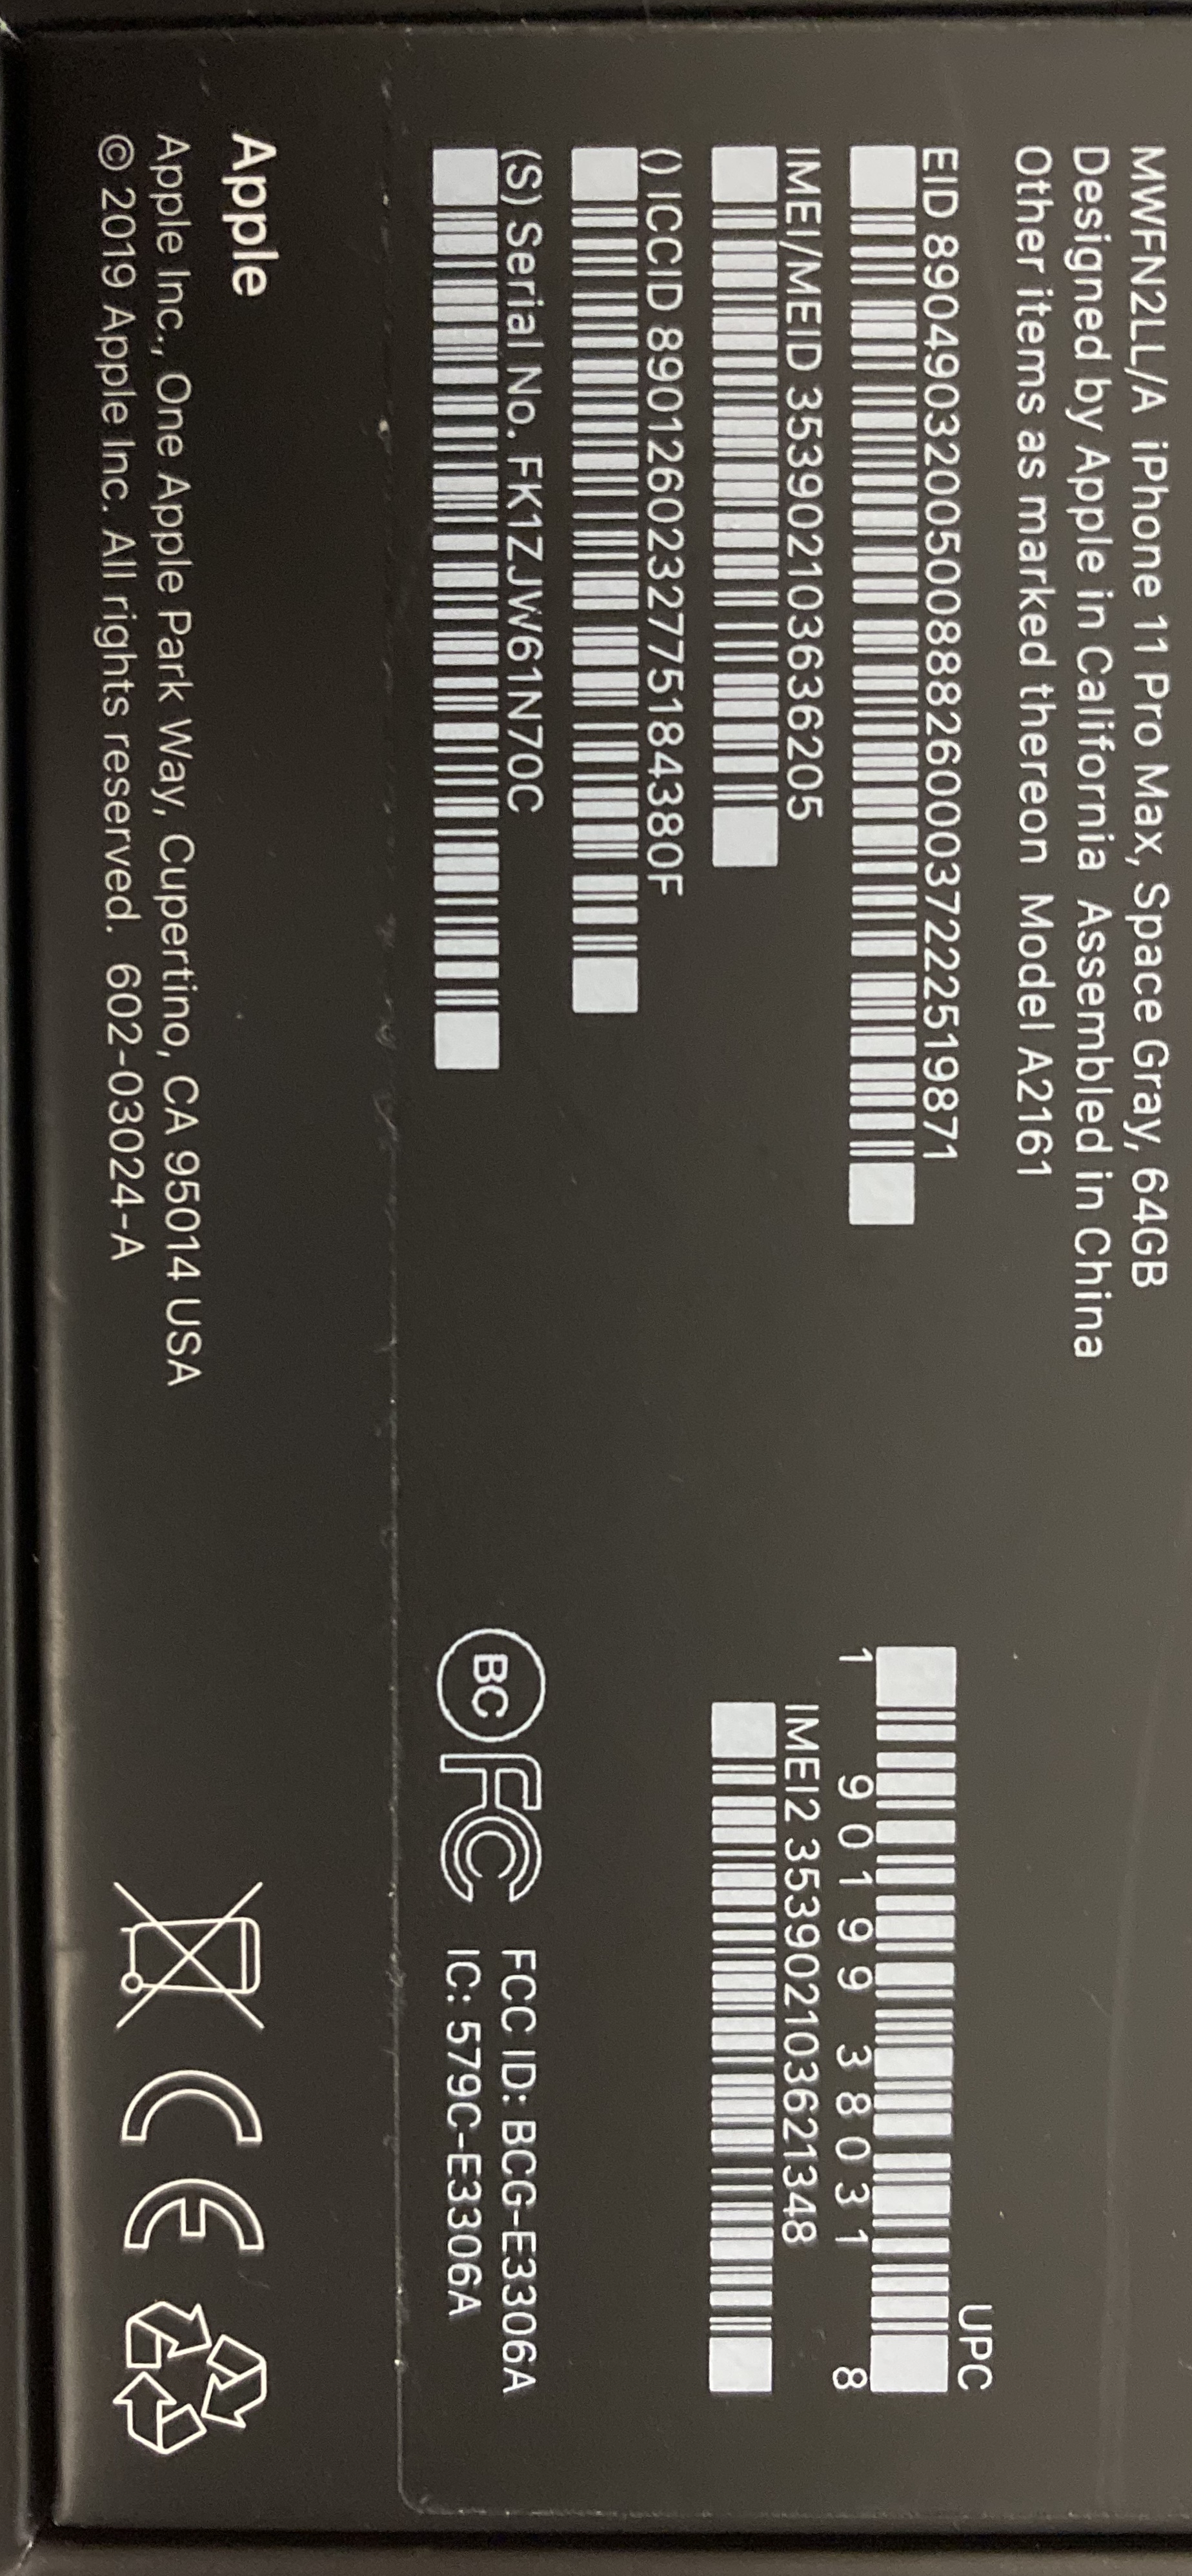 MWFN2LL/A iPhone 11 Pro Max, Space Gray, 64GB
Designed by Apple in California Assembled in China
Other items as marked thereon Model A2161
EID 89049032005008882600037222519871
UPC
1 90199 38031 8
IMEI/MEID 353902103636205
IMEI2 353902103621348
() ICCID 8901260232775184380F
(S) Serial No. FK1ZJW61N70C
BC FC FCC ID: BCG-E3306A
IC: 579C-E3306A
Apple
Apple Inc., One Apple Park Way, Cupertino, CA 95014 USA
© 2019 Apple Inc. All rights reserved. 602-03024-A
CE